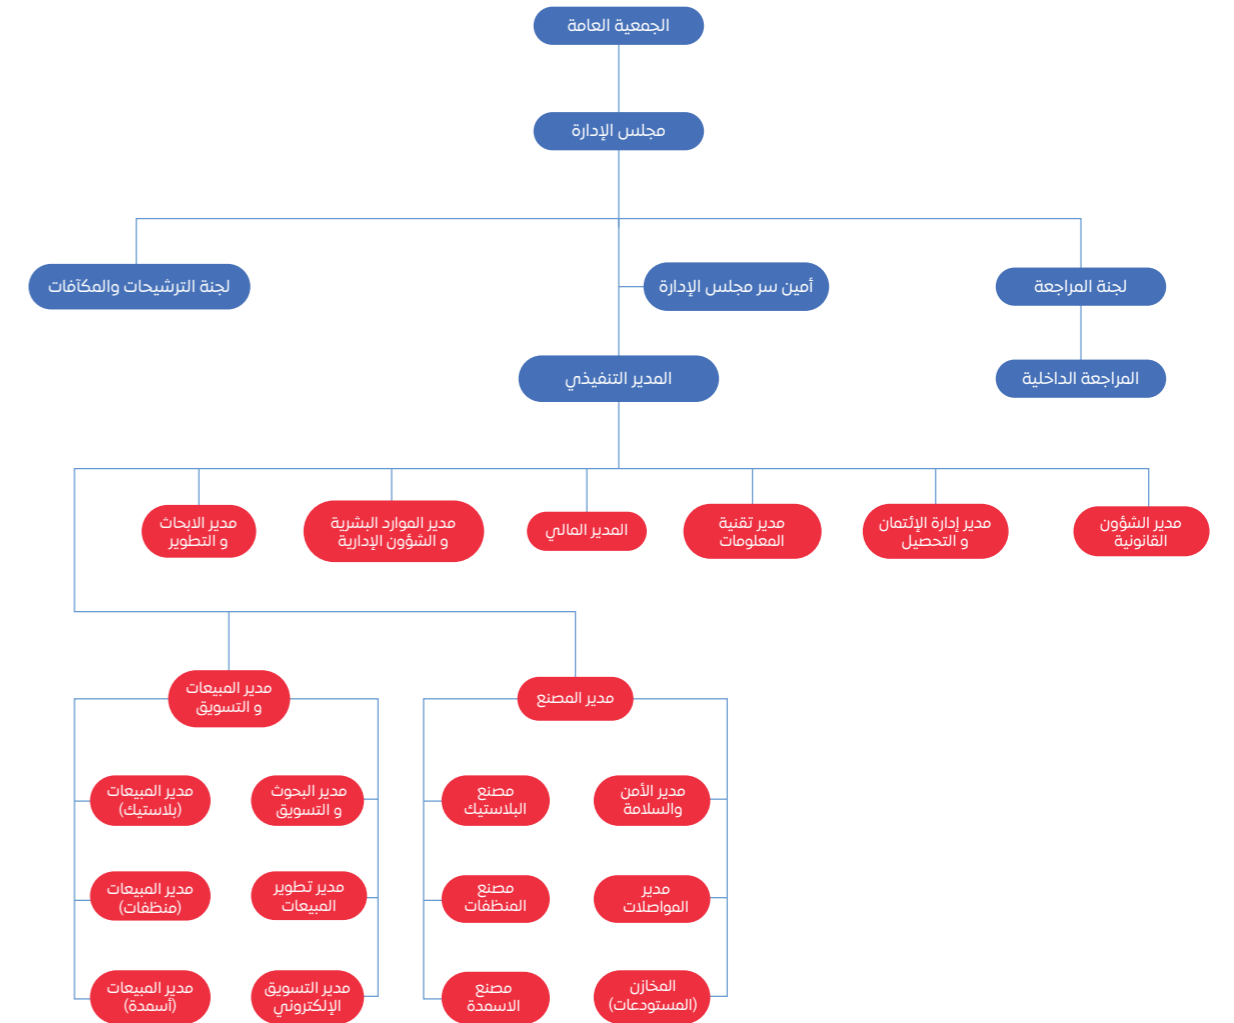 الجمعية العامة
مجلس الإدارة
لجنة المراجعة
أمين سر مجلس الإدارة
لجنة الترشيحات والمكآفات
المراجعة الداخلية
المدير التنفيذي
مدير الشؤون
القانونية
مدير إدارة الإئتمان
و التحصيل
مدير تقنية
المعلومات
المدير المالي
مدير الموارد البشرية
و الشؤون الإدارية
مدير الابحاث
و التطوير
مدير المصنع
مدير المبيعات
و التسويق
مدير الأمن
والسلامة
مصنع
البلاستيك
مدير البحوث
و التسويق
مدير المبيعات
(بلاستيك)
مدير
المواصلات
مصنع
المنظفات
مدير تطوير
المبيعات
مدير المبيعات
(منظفات)
المخازن
(المستودعات)
مصنع
الاسمدة
مدير التسويق
الإلكتروني
مدير المبيعات
(أسمدة)